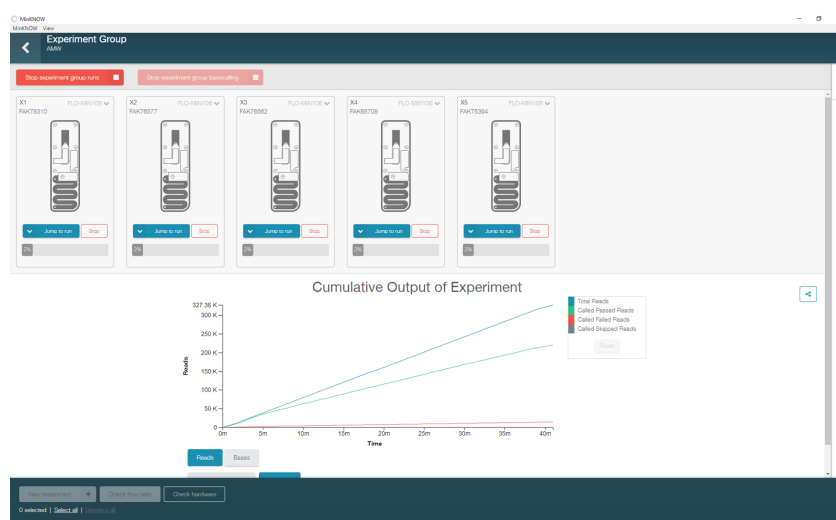 MinKNOW
MinKNOW View
Experiment Group
AMW
Stop experiment group runs
Stop experiment group basecalling
X1 FLO-MIN106
FAK78310
X2 FLO-MIN106
FAK76577
X3 FLO-MIN106
FAK76562
X4 FLO-MIN106
FAK68708
X5 FLO-MIN106
FAK75394
Jump to run Stop
Jump to run Stop
Jump to run Stop
Jump to run Stop
Jump to run Stop
2% 2% 2% 2% 2%
Cumulative Output of Experiment
327.36 K
300 K
250 K
200 K
150 K
100 K
50 K
0
Reads
0m 5m 10m 15m 20m 25m 30m 35m 40m
Time
Total Reads
Called Passed Reads
Called Failed Reads
Called Skipped Reads
Reset
Reads Bases
New experiment + Check flow cells Check hardware
0 selected | Select all | Unselect all